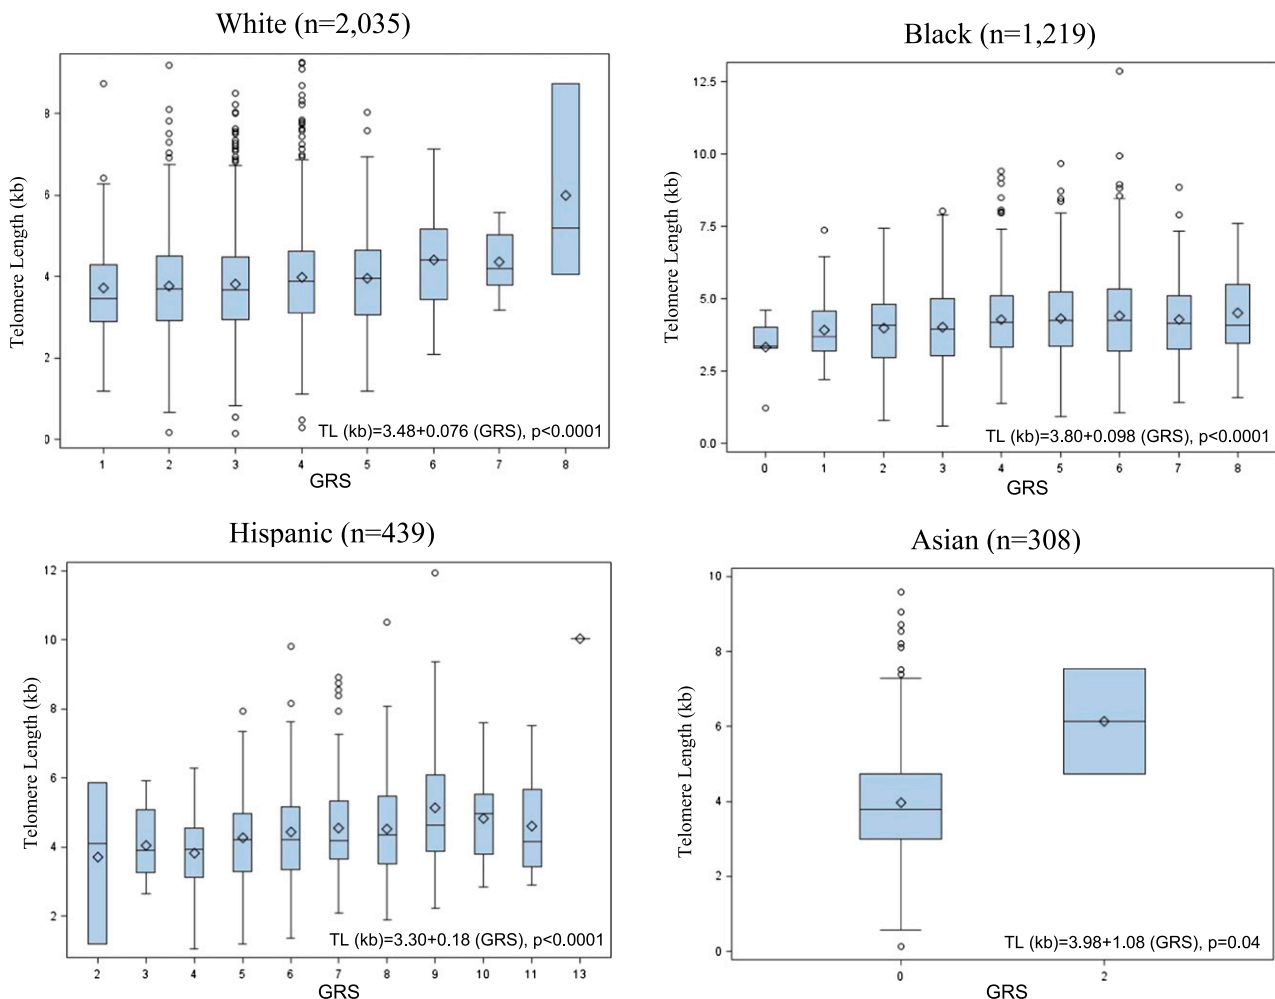 White (n=2,035)
Telomere Length (kb)
8
6
4
2
0
TL (kb)=3.48+0.076 (GRS), p<0.0001
1 2 3 4 5 6 7 8
GRS
Black (n=1,219)
Telomere Length (kb)
12.5
10.0
7.5
5.0
2.5
0.0
TL (kb)=3.80+0.098 (GRS), p<0.0001
0 1 2 3 4 5 6 7 8
GRS
Hispanic (n=439)
Telomere Length (kb)
12
10
8
6
4
2
TL (kb)=3.30+0.18 (GRS), p<0.0001
2 3 4 5 6 7 8 9 10 11 13
GRS
Asian (n=308)
Telomere Length (kb)
10
8
6
4
2
0
TL (kb)=3.98+1.08 (GRS), p=0.04
0 2
GRS